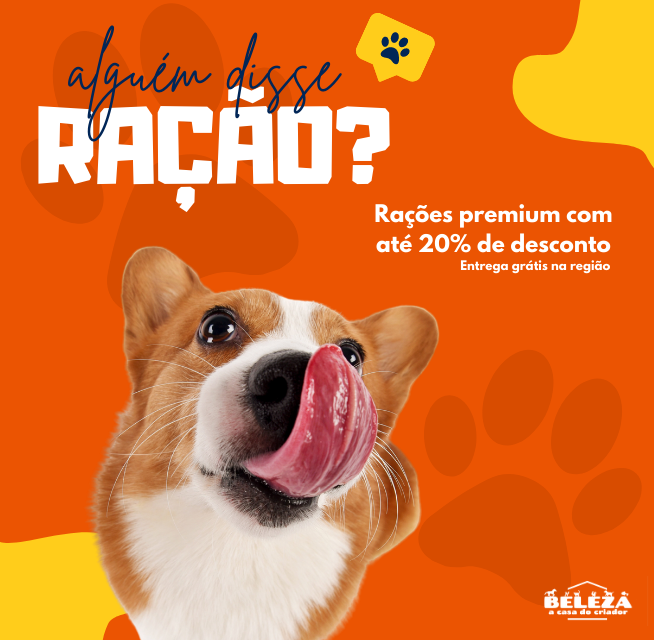 alguém disse
RAÇÃO?
Rações premium com
até 20% de desconto
Entrega grátis na região
BELEZA
a casa do criador